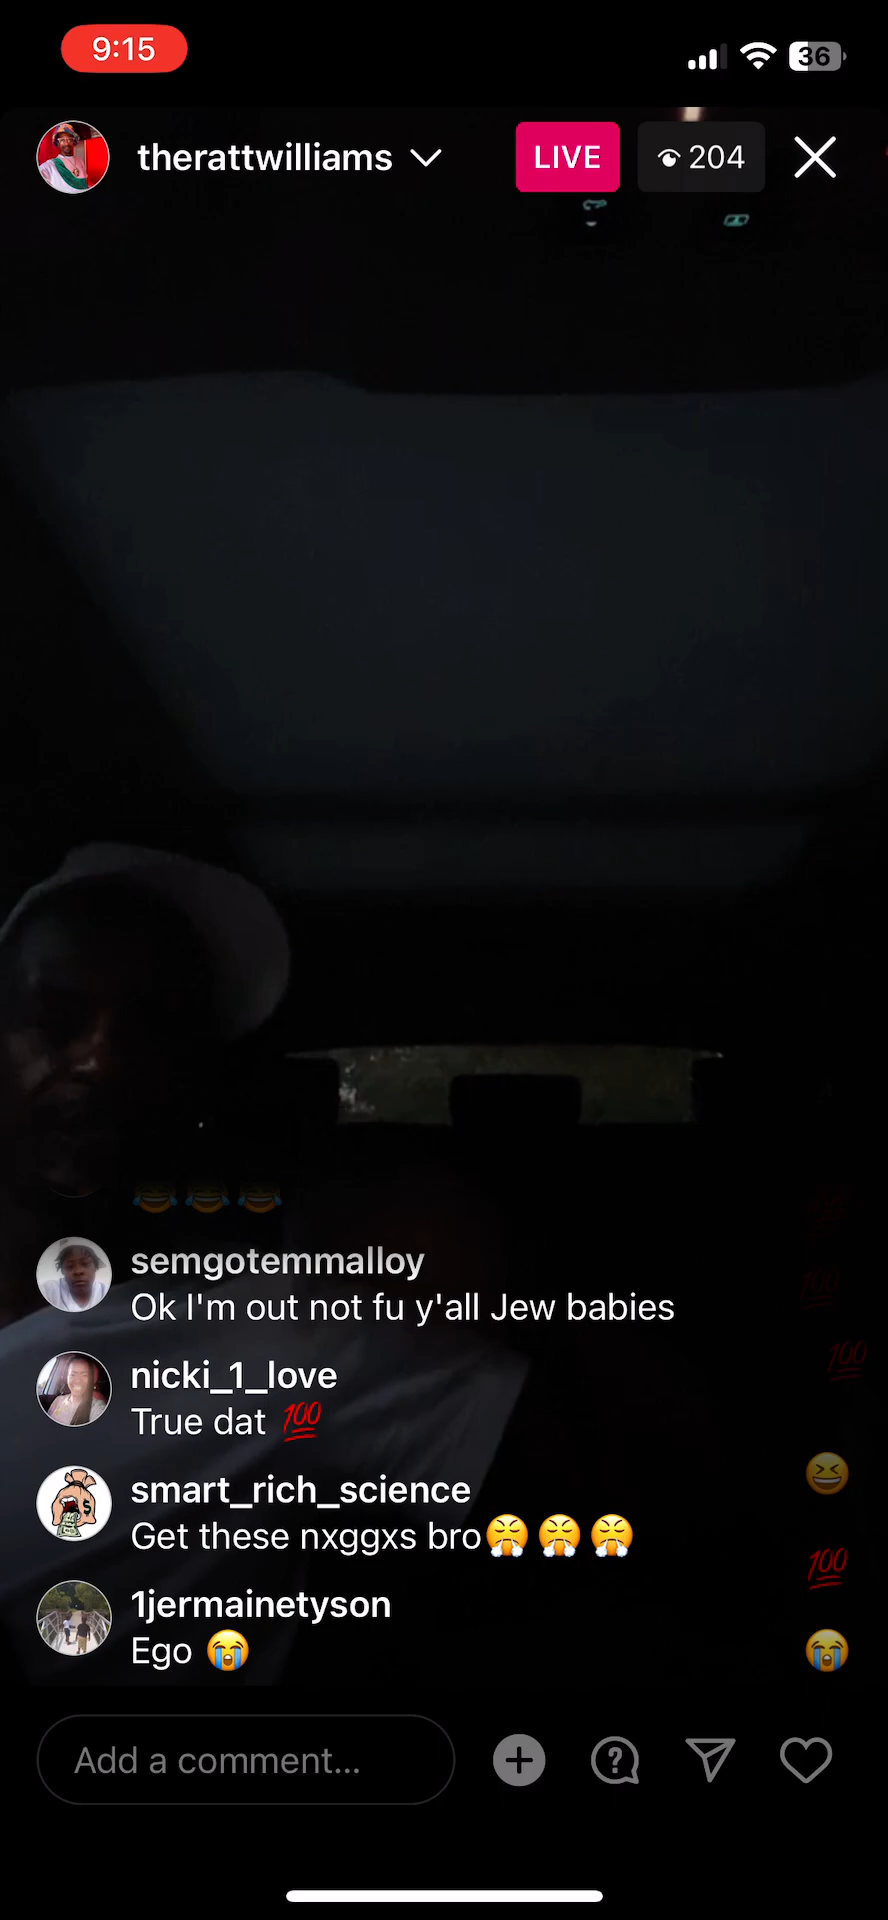 9:15
36
therattwilliams
LIVE
204
😂😂😂
semgotemmalloy
Ok I'm out not fu y'all Jew babies
nicki_1_love
True dat 💯
smart_rich_science
Get these nxggxs bro😤😤😤
1jermainetyson
Ego 😭
Add a comment...